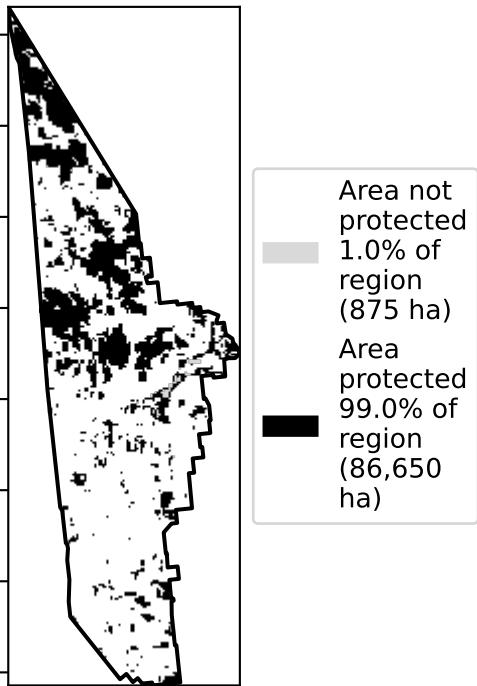 Area not
protected
1.0% of
region
(875 ha)
Area
protected
99.0% of
region
(86,650
ha)